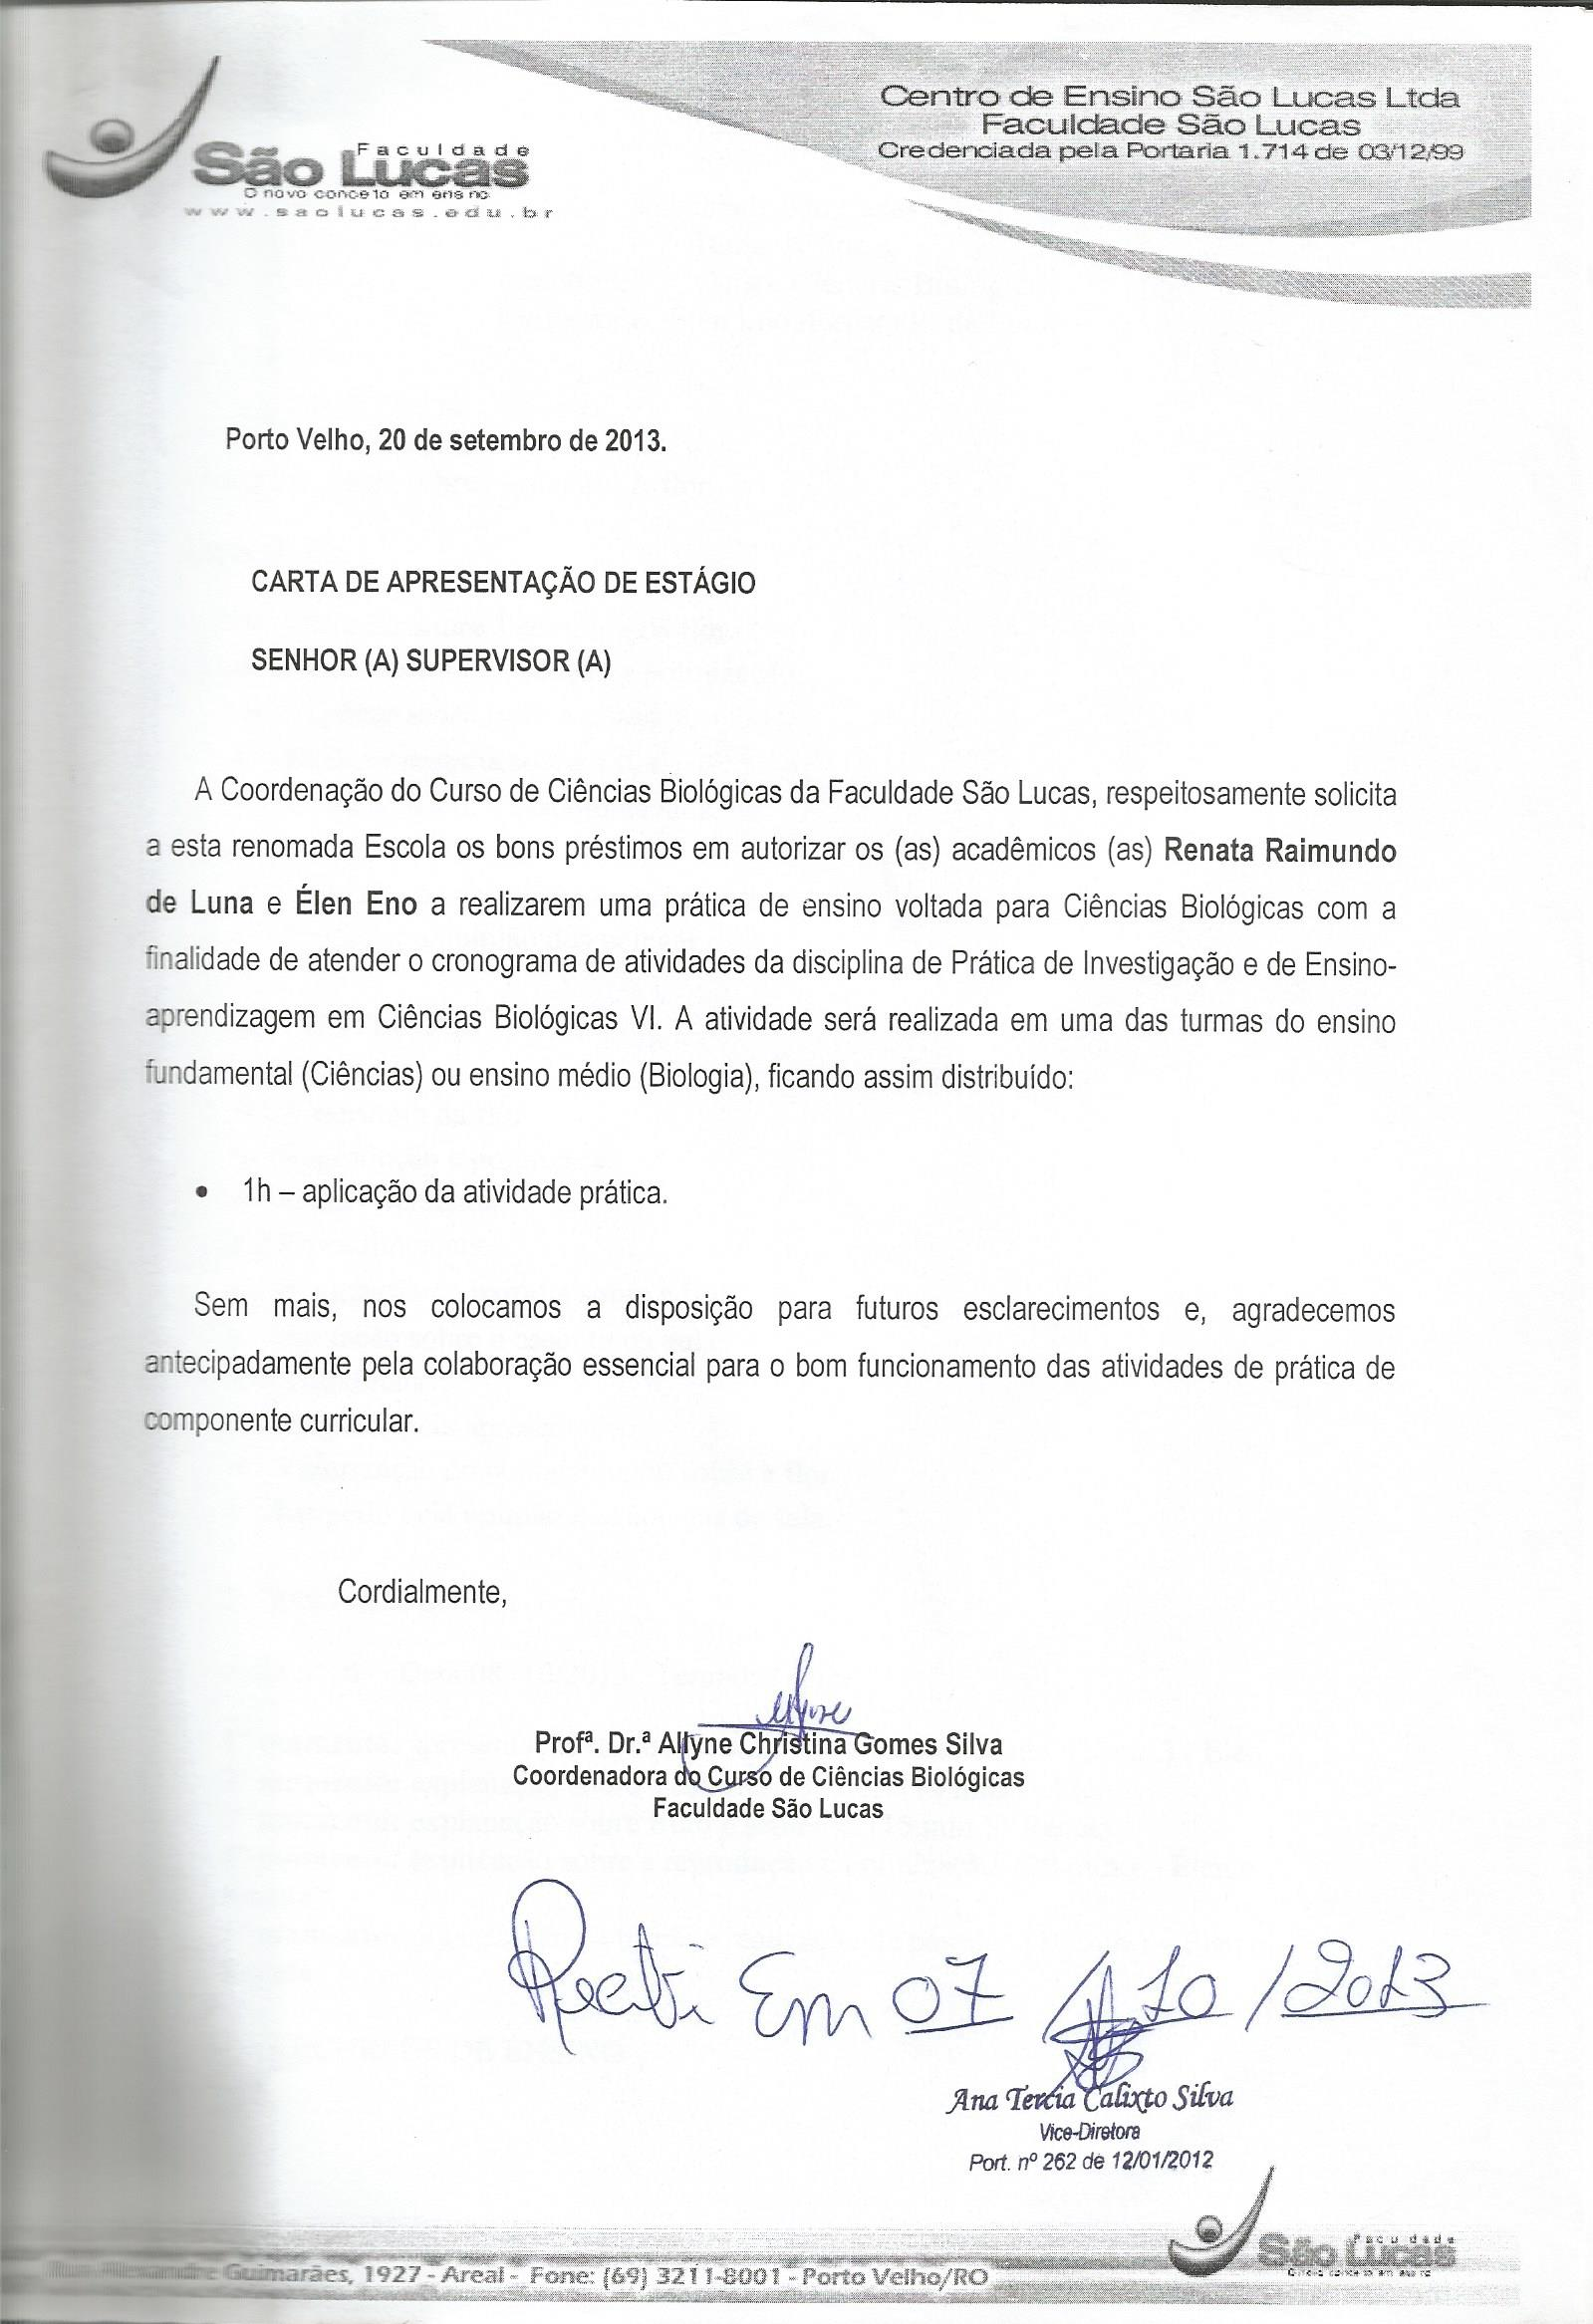 Faculdade
São Lucas
O novo conceito em ensino
www.saolucas.edu.br
Centro de Ensino São Lucas Ltda
Faculdade São Lucas
Credenciada pela Portaria 1.714 de 03/12/99
Porto Velho, 20 de setembro de 2013.
CARTA DE APRESENTAÇÃO DE ESTÁGIO
SENHOR (A) SUPERVISOR (A)
A Coordenação do Curso de Ciências Biológicas da Faculdade São Lucas, respeitosamente solicita
a esta renomada Escola os bons préstimos em autorizar os (as) acadêmicos (as) Renata Raimundo
de Luna e Élen Eno a realizarem uma prática de ensino voltada para Ciências Biológicas com a
finalidade de atender o cronograma de atividades da disciplina de Prática de Investigação e de Ensino-
aprendizagem em Ciências Biológicas VI. A atividade será realizada em uma das turmas do ensino
fundamental (Ciências) ou ensino médio (Biologia), ficando assim distribuído:
• 1h – aplicação da atividade prática.
Sem mais, nos colocamos a disposição para futuros esclarecimentos e, agradecemos
antecipadamente pela colaboração essencial para o bom funcionamento das atividades de prática de
componente curricular.
Cordialmente,
Profª. Dr.ª Allyne Christina Gomes Silva
Coordenadora do Curso de Ciências Biológicas
Faculdade São Lucas
Recebi Em 07/10/2013
Ana Tercia Calixto Silva
Vice-Diretora
Port. nº 262 de 12/01/2012
Faculdade
São Lucas
O novo conceito em ensino
Rua Alexandre Guimarães, 1927 - Areal - Fone: (69) 3211-8001 - Porto Velho/RO